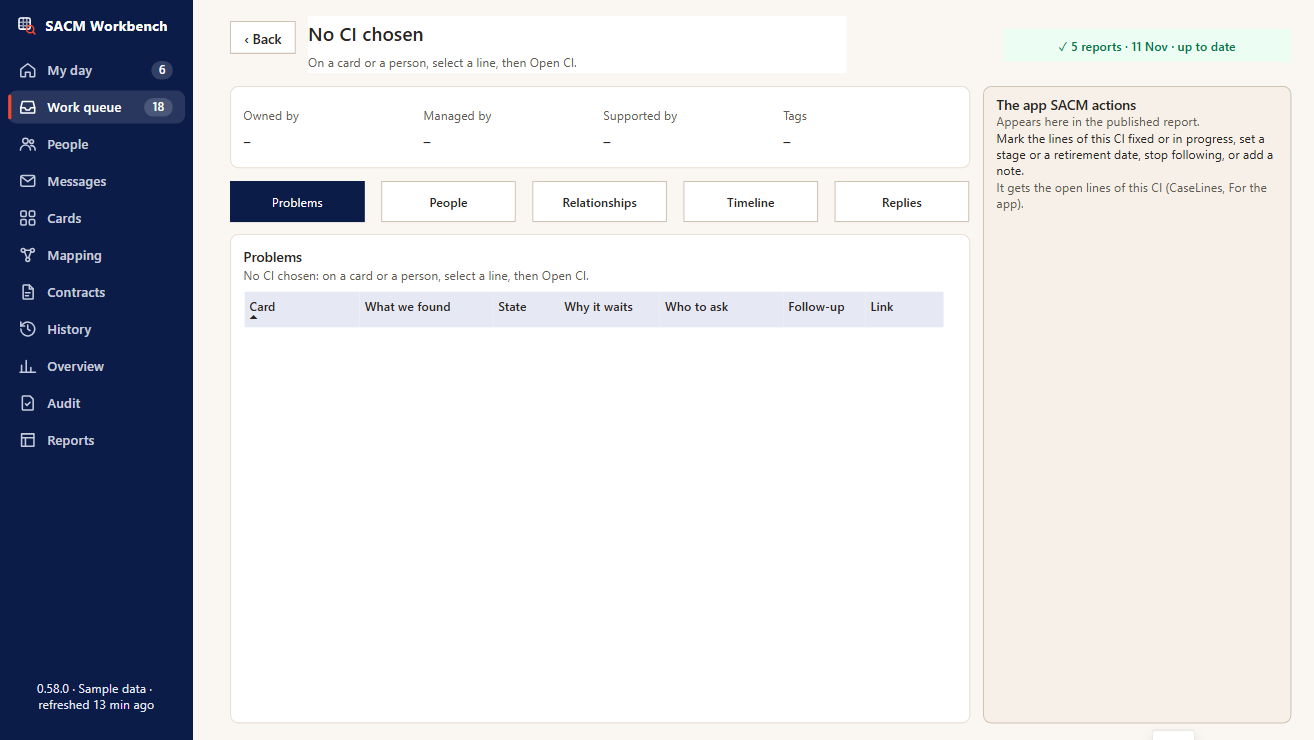 SACM Workbench
My day 6
Work queue 18
People
Messages
Cards
Mapping
Contracts
History
Overview
Audit
Reports
0.58.0 · Sample data ·
refreshed 13 min ago
‹ Back
No CI chosen
On a card or a person, select a line, then Open CI.
✓ 5 reports · 11 Nov · up to date
Owned by Managed by Supported by Tags
– – – –
Problems People Relationships Timeline Replies
Problems
No CI chosen: on a card or a person, select a line, then Open CI.
Card What we found State Why it waits Who to ask Follow-up Link
The app SACM actions
Appears here in the published report.
Mark the lines of this CI fixed or in progress, set a
stage or a retirement date, stop following, or add a
note.
It gets the open lines of this CI (CaseLines, For the
app).